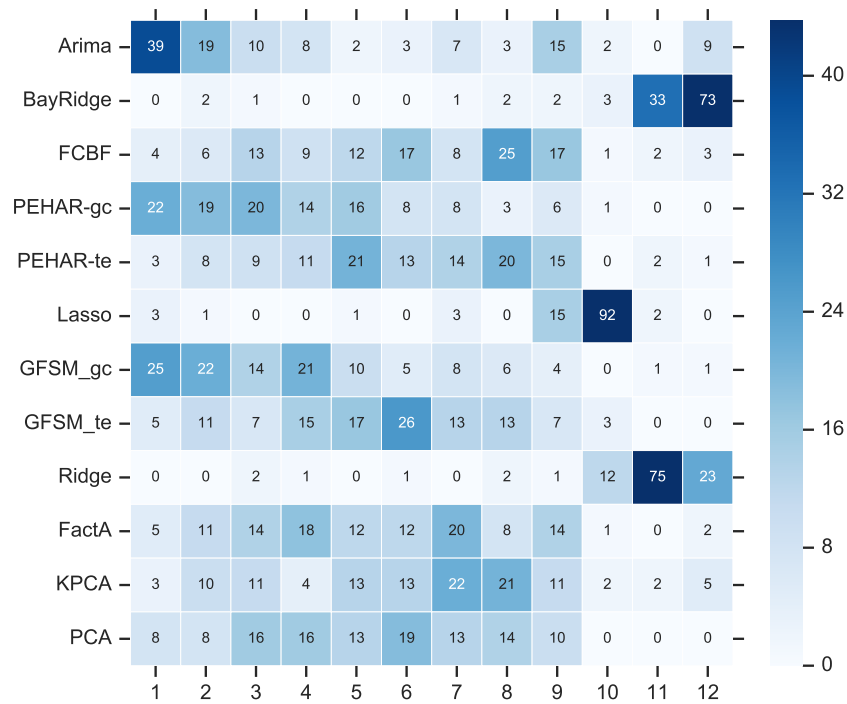 Arima 39 19 10 8 2 3 7 3 15 2 0 9
40
BayRidge 0 2 1 0 0 0 1 2 2 3 33 73
FCBF 4 6 13 9 12 17 8 25 17 1 2 3
32
PEHAR-gc 22 19 20 14 16 8 8 3 6 1 0 0
PEHAR-te 3 8 9 11 21 13 14 20 15 0 2 1
24
Lasso 3 1 0 0 1 0 3 0 15 92 2 0
GFSM_gc 25 22 14 21 10 5 8 6 4 0 1 1
GFSM_te 5 11 7 15 17 26 13 13 7 3 0 0
16
Ridge 0 0 2 1 0 1 0 2 1 10 75 23
FactA 5 11 14 18 12 12 20 8 14 1 0 2
8
KPCA 3 10 11 4 13 13 22 21 11 2 2 5
PCA 8 8 16 16 13 19 13 14 10 0 0 0
0
1 2 3 4 5 6 7 8 9 10 11 12